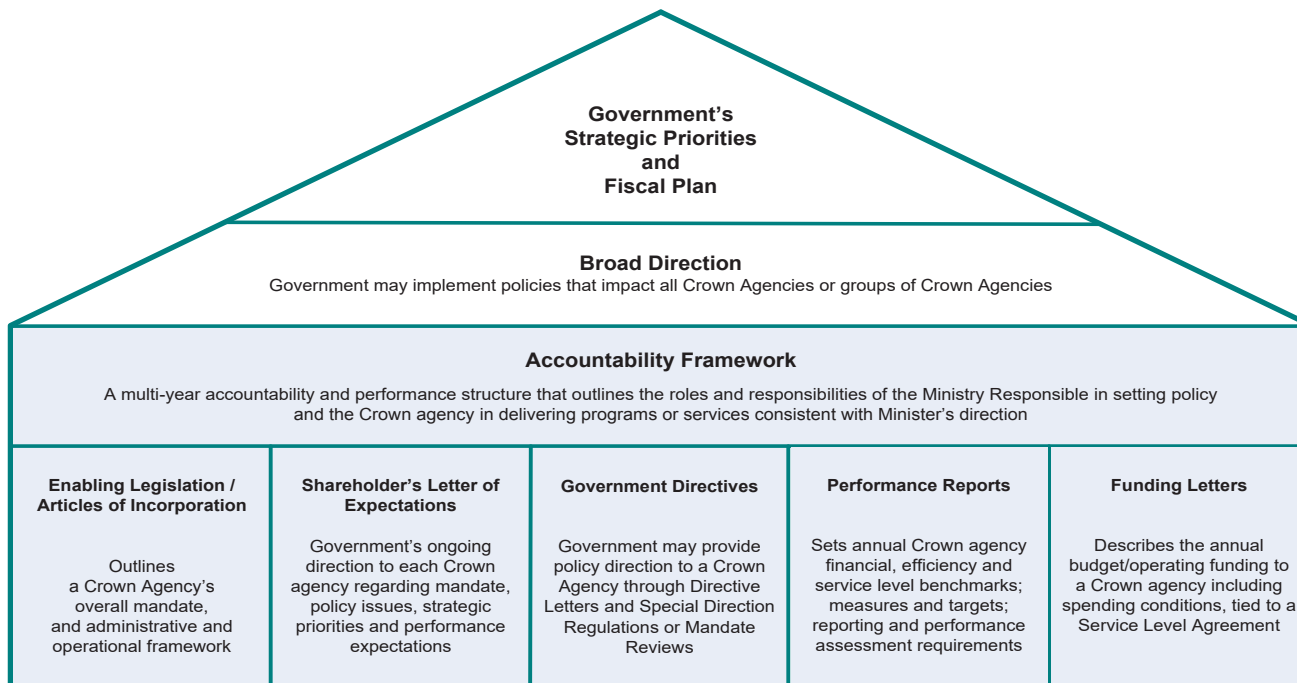 Government’s
Strategic Priorities
and
Fiscal Plan
Broad Direction
Government may implement policies that impact all Crown Agencies or groups of Crown Agencies
Accountability Framework
A multi-year accountability and performance structure that outlines the roles and responsibilities of the Ministry Responsible in setting policy
and the Crown agency in delivering programs or services consistent with Minister’s direction
Enabling Legislation /
Articles of Incorporation
Outlines
a Crown Agency’s
overall mandate,
and administrative and
operational framework
Shareholder’s Letter of
Expectations
Government’s ongoing
direction to each Crown
agency regarding mandate,
policy issues, strategic
priorities and performance
expectations
Government Directives
Government may provide
policy direction to a Crown
Agency through Directive
Letters and Special Direction
Regulations or Mandate
Reviews
Performance Reports
Sets annual Crown agency
financial, efficiency and
service level benchmarks;
measures and targets;
reporting and performance
assessment requirements
Funding Letters
Describes the annual
budget/operating funding to
a Crown agency including
spending conditions, tied to a
Service Level Agreement